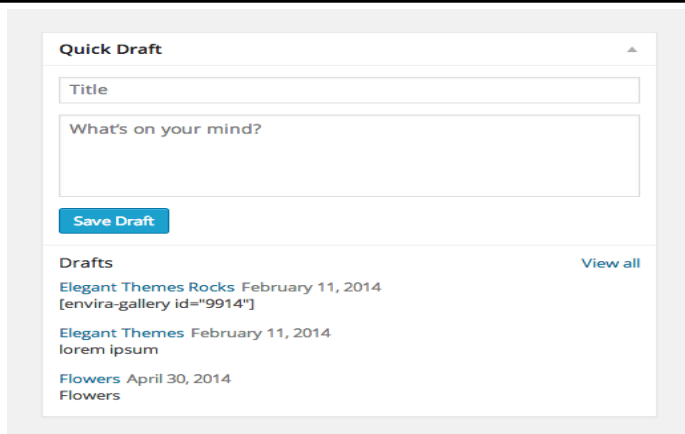 Quick Draft
Title
What's on your mind?
Save Draft
Drafts View all
Elegant Themes Rocks February 11, 2014
[envira-gallery id="9914"]
Elegant Themes February 11, 2014
lorem ipsum
Flowers April 30, 2014
Flowers